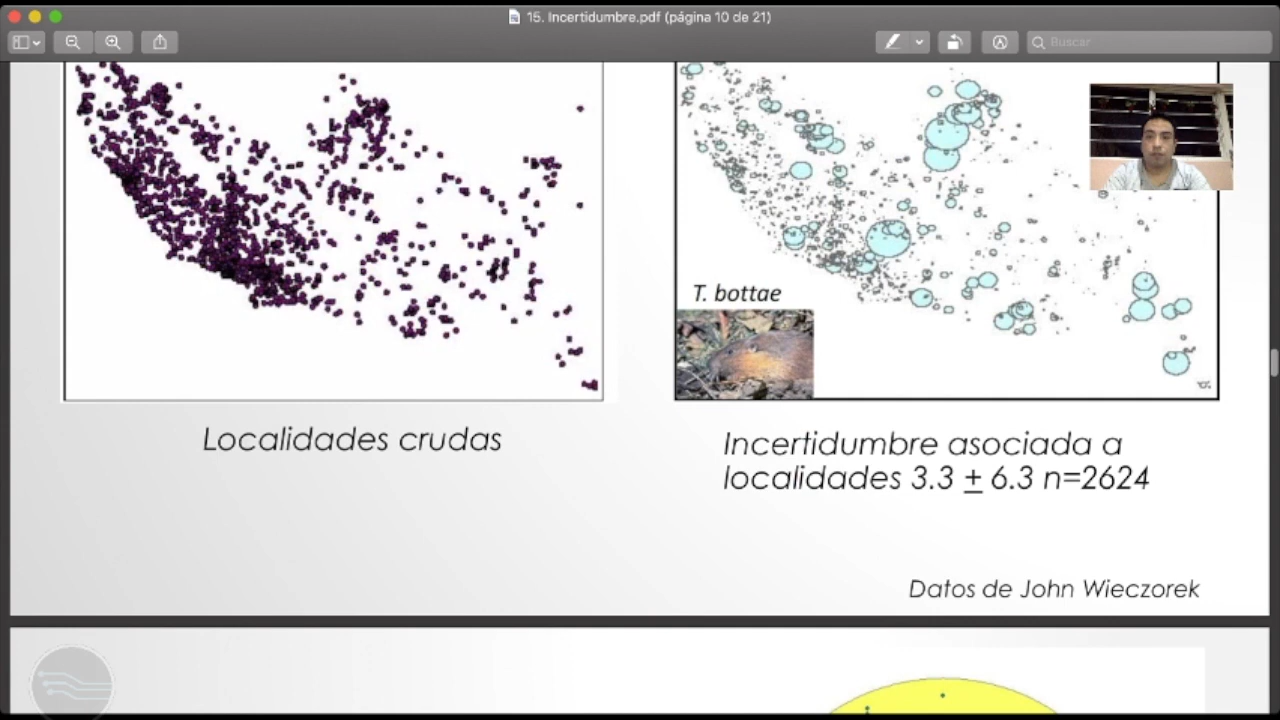 15. Incertidumbre.pdf (página 10 de 21)
Buscar
T. bottae
Localidades crudas
Incertidumbre asociada a
localidades 3.3 ± 6.3 n=2624
Datos de John Wieczorek